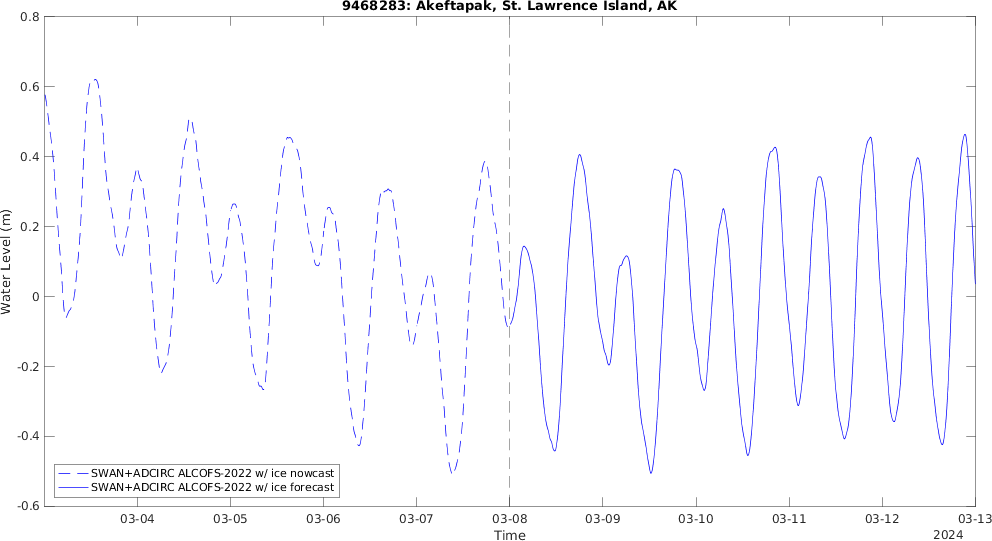 9468283: Akeftapak, St. Lawrence Island, AK
Water Level (m)
0.8
0.6
0.4
0.2
0
-0.2
-0.4
-0.6
SWAN+ADCIRC ALCOFS-2022 w/ ice nowcast
SWAN+ADCIRC ALCOFS-2022 w/ ice forecast
03-04 03-05 03-06 03-07 03-08 03-09 03-10 03-11 03-12 03-13
Time 2024